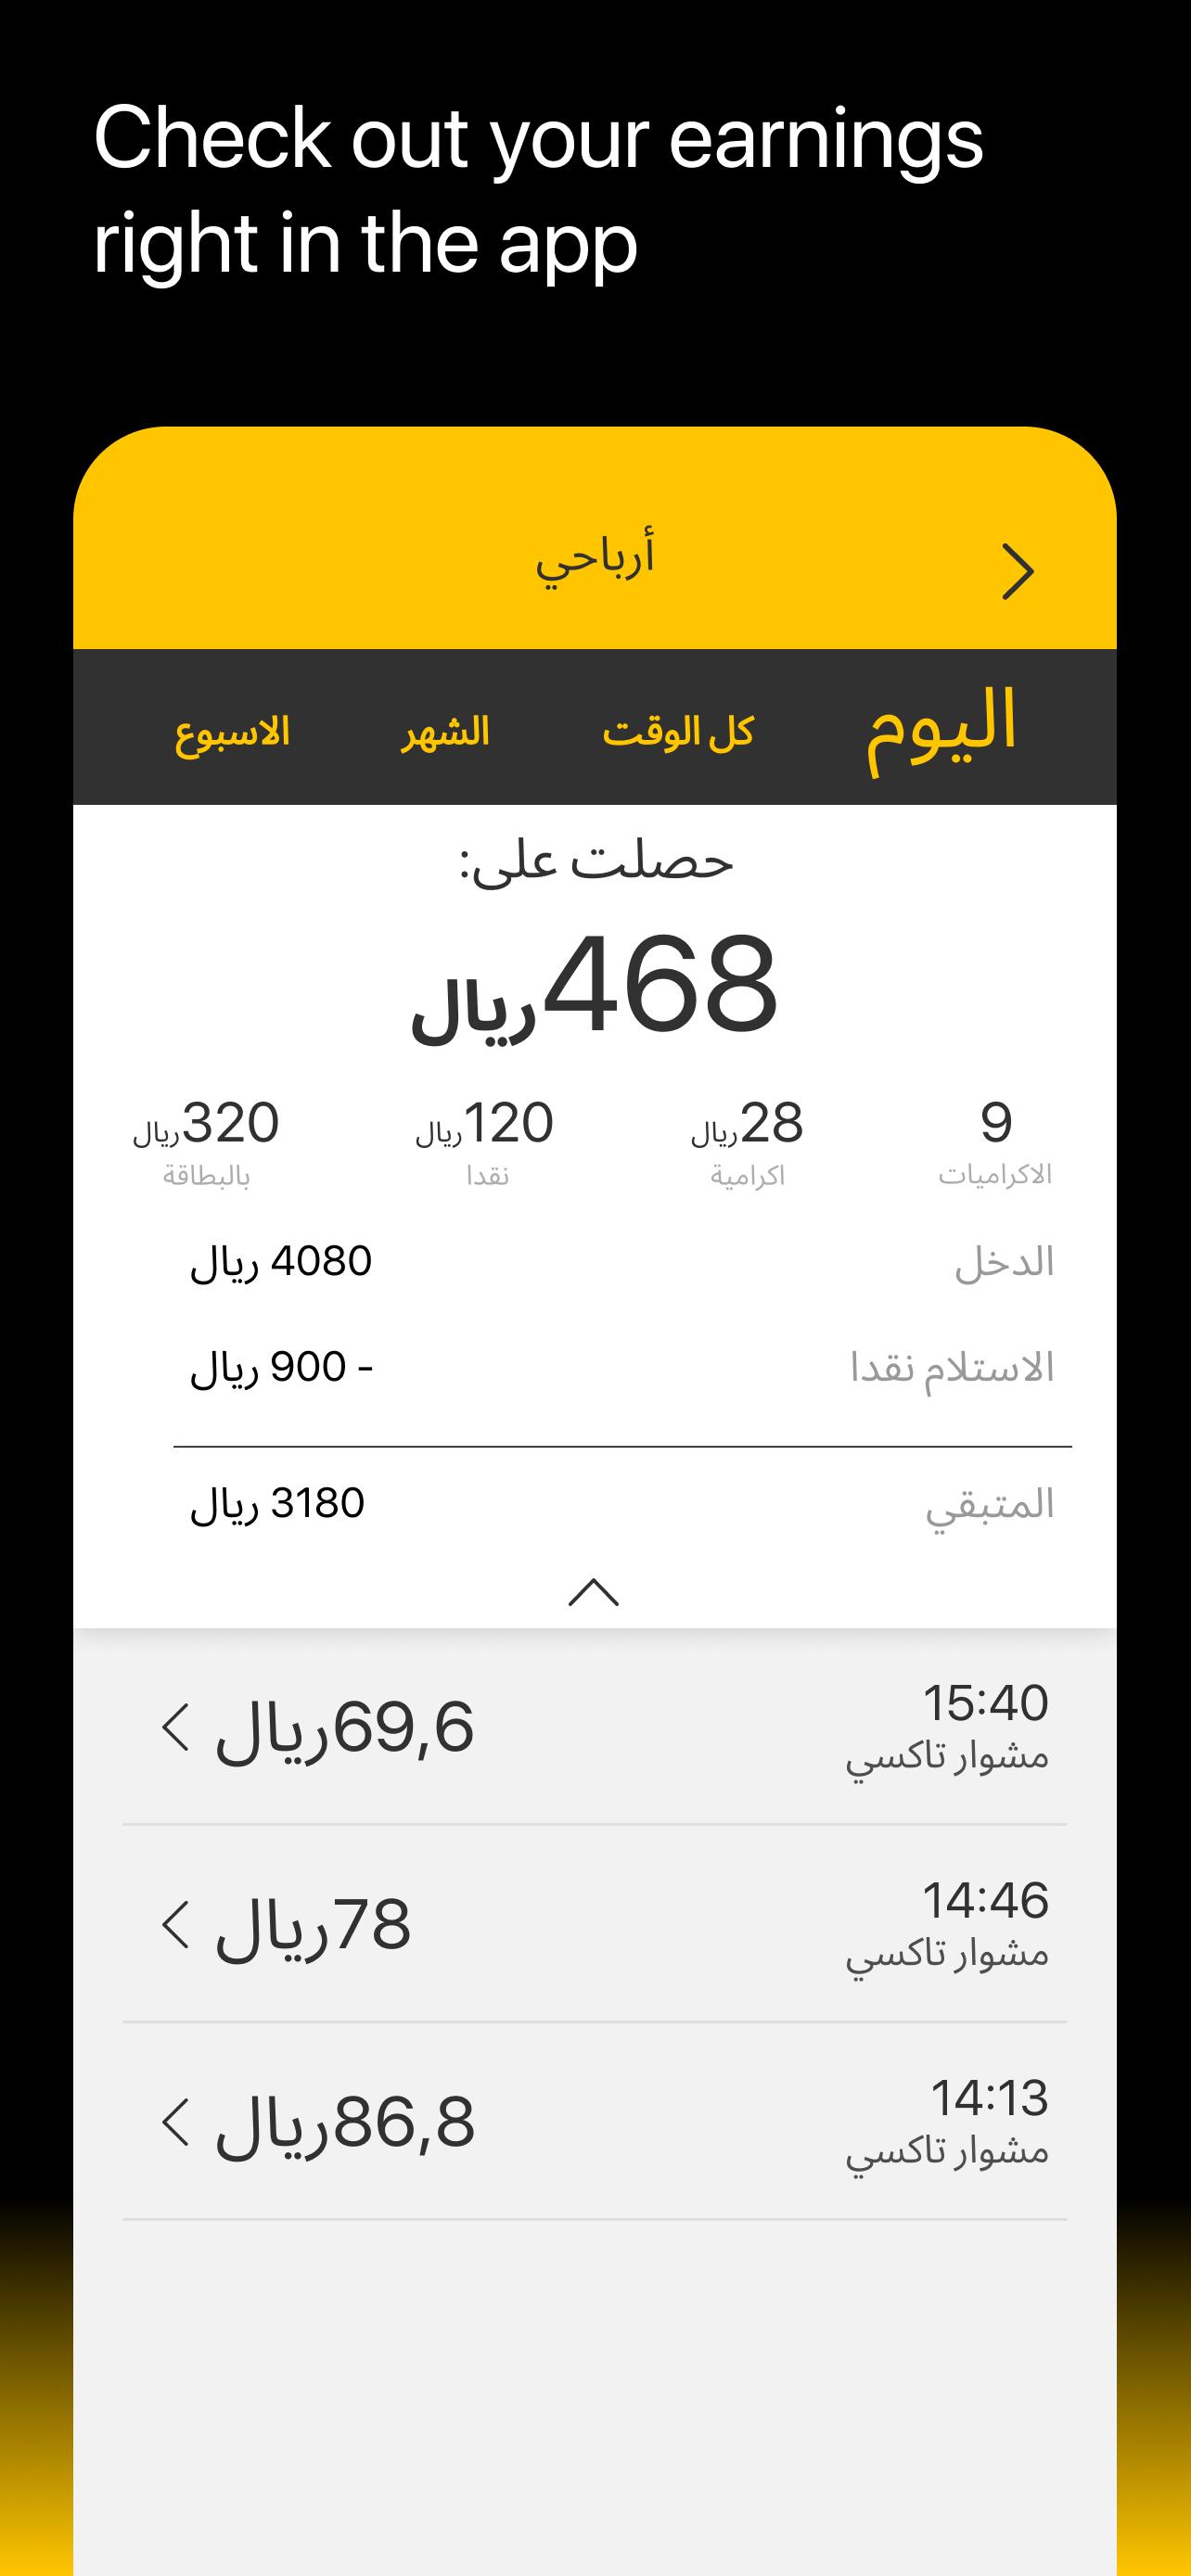 Check out your earnings
right in the app
أرباحي
اليوم كل الوقت الشهر الاسبوع
حصلت على:
468ريال
9 28ريال 120ريال 320ريال
الاكراميات اكرامية نقدا بالبطاقة
الدخل 4080 ريال
الاستلام نقدا - 900 ريال
المتبقي 3180 ريال
15:40
مشوار تاكسي
69,6ريال
14:46
مشوار تاكسي
78ريال
14:13
مشوار تاكسي
86,8ريال